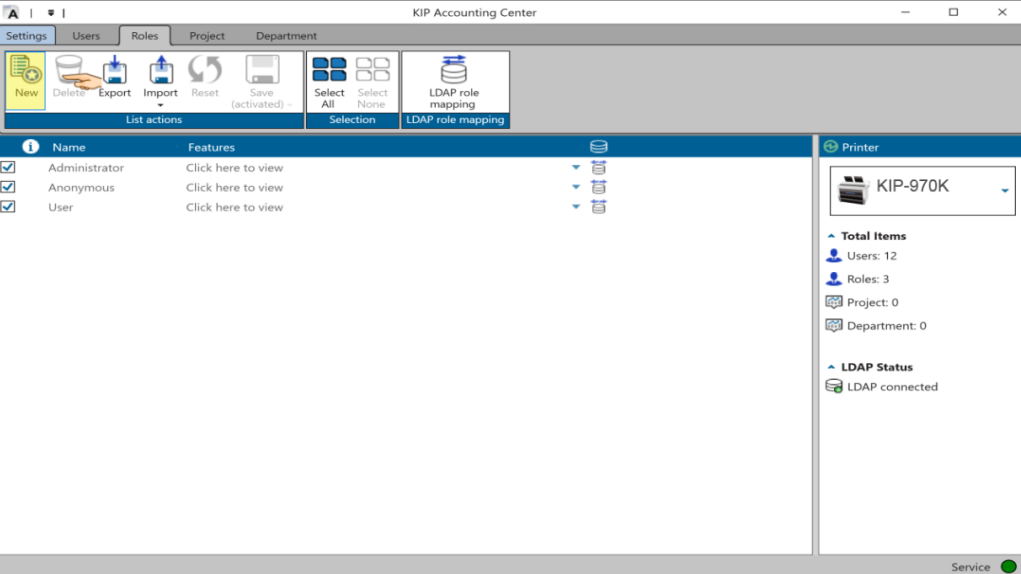 A
KIP Accounting Center
Settings Users Roles Project Department
New Delete Export Import Reset Save (activated) Select All Select None LDAP role mapping
List actions Selection LDAP role mapping
Name Features Printer
Administrator Click here to view
Anonymous Click here to view
User Click here to view
KIP-970K
Total Items
Users: 12
Roles: 3
Project: 0
Department: 0
LDAP Status
LDAP connected
Service